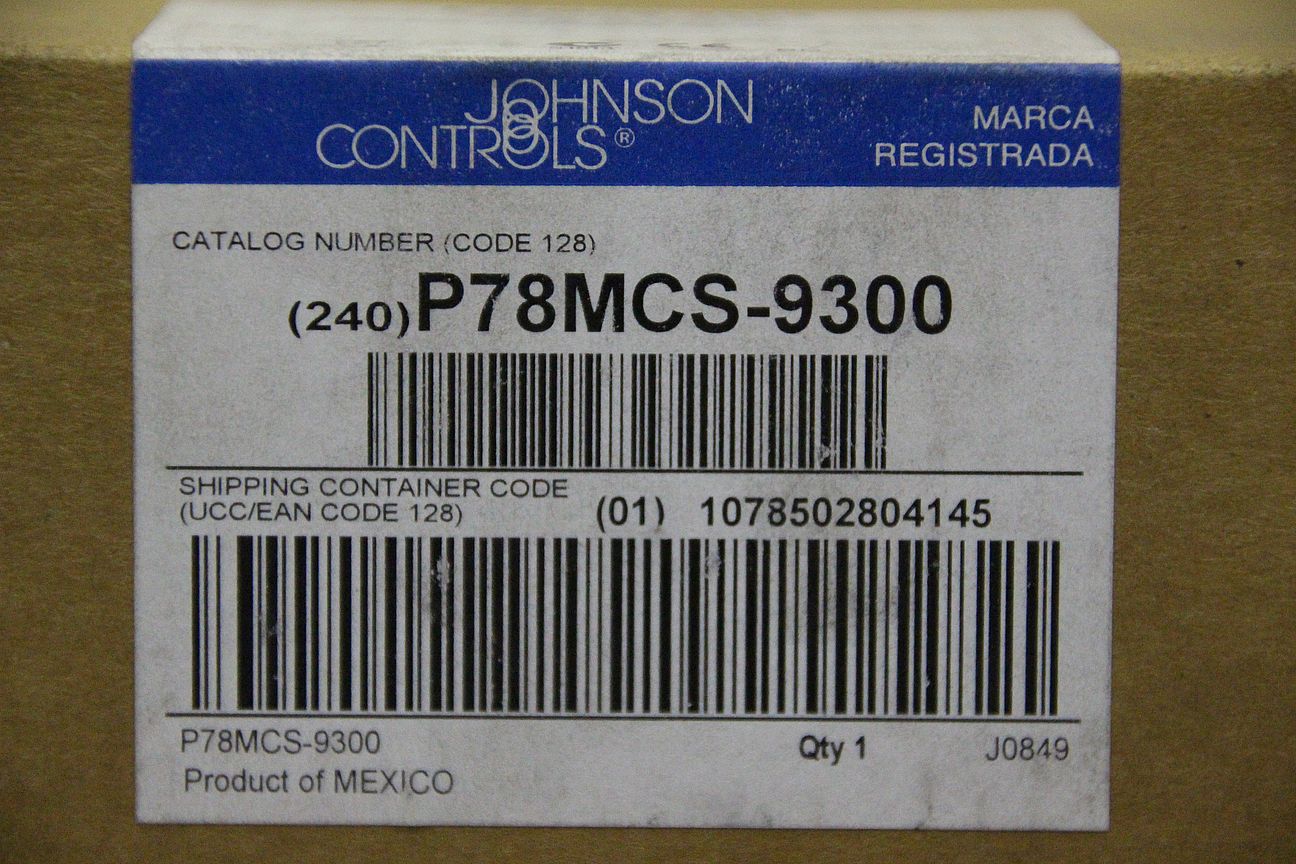 JOHNSON
CONTROLS®
MARCA
REGISTRADA
CATALOG NUMBER (CODE 128)
(240)P78MCS-9300
SHIPPING CONTAINER CODE
(UCC/EAN CODE 128)
(01) 10785028041​45
P78MCS-9300
Qty 1
J0849
Product of MEXICO